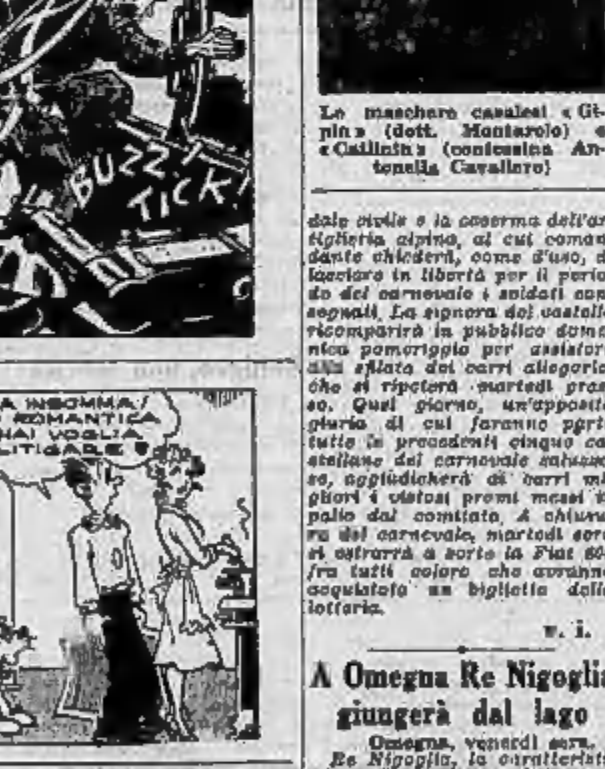 BUZZ
TICK!
A INSOMMA!
ROMANTICA
HAI VOGLIA
LITIGARE
Le maschere casalesi « Gi-
pin » (dott. Montarolo) e
(contessina An-
tonella Cavallero)
dale civile e la caserma dell'ar
tiglieria alpina, al cui coman
dante chiederà, come d'uso, d
lasciare in libertà per il perio
do del carnevale i soldati con
segnati. La signora del castello
ricomparirà in pubblico dome
nica pomeriggio per assistere
alla sfilata dei carri allegorici
che si ripeterà martedì gras
so. Quel giorno, un'apposita
giuria di cui faranno parte
tutte le precedenti cinque ca
stellane del carnevale saluzze
se, aggiudicherà ai carri mi
gliori i vistosi premi messi in
palio dal comitato. A chiusu
ra del carnevale, martedì sera
si estrarrà a sorte la Fiat
fra tutti coloro che avranno
acquistato un biglietto della
lotteria.
v. i.
A Omegna Re Nigoglia
giungerà dal lago
Omegna, venerdì sera.
Re Nigoglia, la caratteristi